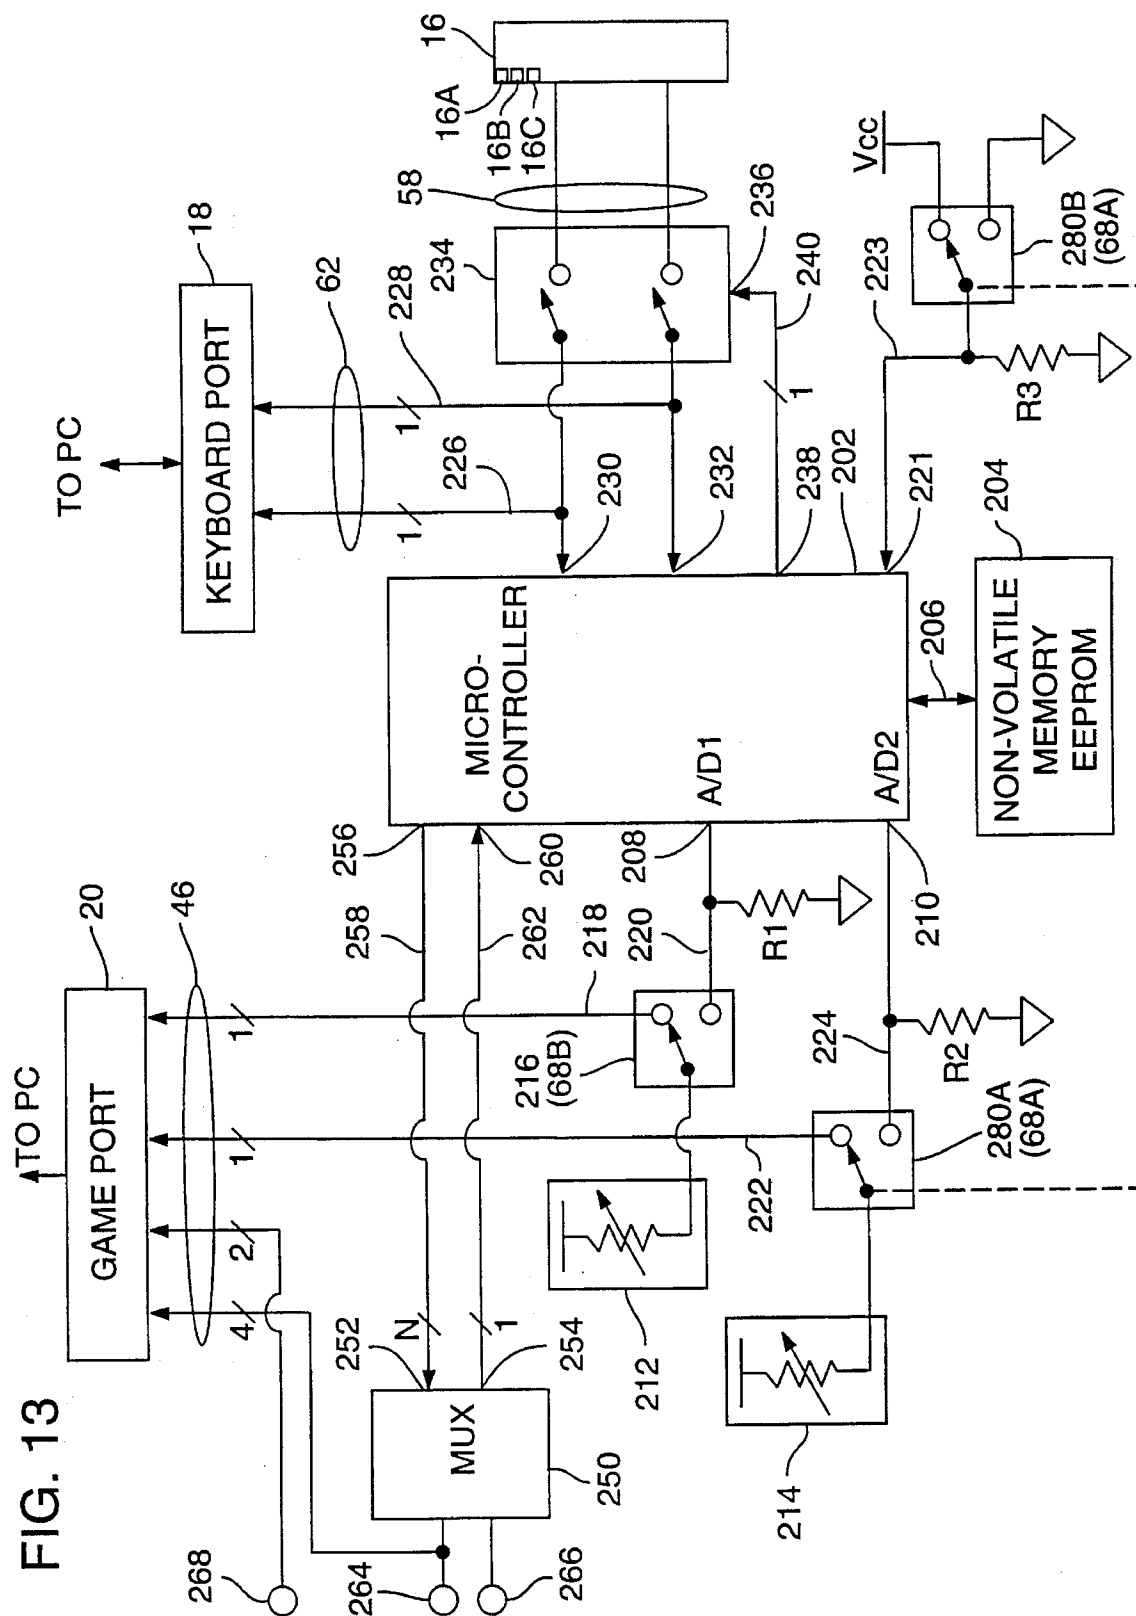 FIG. 13
TO PC
GAME PORT
20
46
4
2
1
1
TO PC
KEYBOARD PORT
18
62
1
1
226
228
268
264
266
MUX
250
252
254
N
1
258
262
256
260
MICRO-
CONTROLLER
A/D1
A/D2
208
210
230
232
238
202
221
234
236
240
1
58
16
16A
16B
16C
212
214
216
(68B)
218
220
222
224
R1
R2
280A
(68A)
206
NON-VOLATILE
MEMORY
EEPROM
204
223
R3
Vcc
280B
(68A)